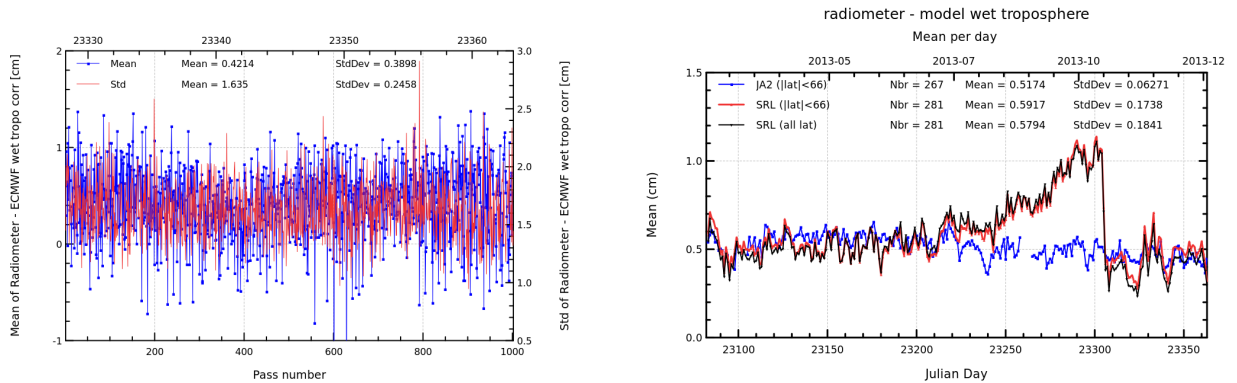 23330 23340 23350 23360
2 3.0
Mean Mean = 0.4214 StdDev = 0.3898
Std Mean = 1.635 StdDev = 0.2458
2.5
1 2.0
1.5
0
1.0
-1 0.5
200 400 600 800 1000
Pass number
Mean of Radiometer - ECMWF wet tropo corr [cm]
Std of Radiometer - ECMWF wet tropo corr [cm]
radiometer - model wet troposphere
Mean per day
2013-05 2013-07 2013-10 2013-12
1.5
JA2 (|lat|<66) Nbr = 267 Mean = 0.5174 StdDev = 0.06271
SRL (|lat|<66) Nbr = 281 Mean = 0.5917 StdDev = 0.1738
SRL (all lat) Nbr = 281 Mean = 0.5794 StdDev = 0.1841
1.0
0.5
0.0
23100 23150 23200 23250 23300 23350
Julian Day
Mean (cm)